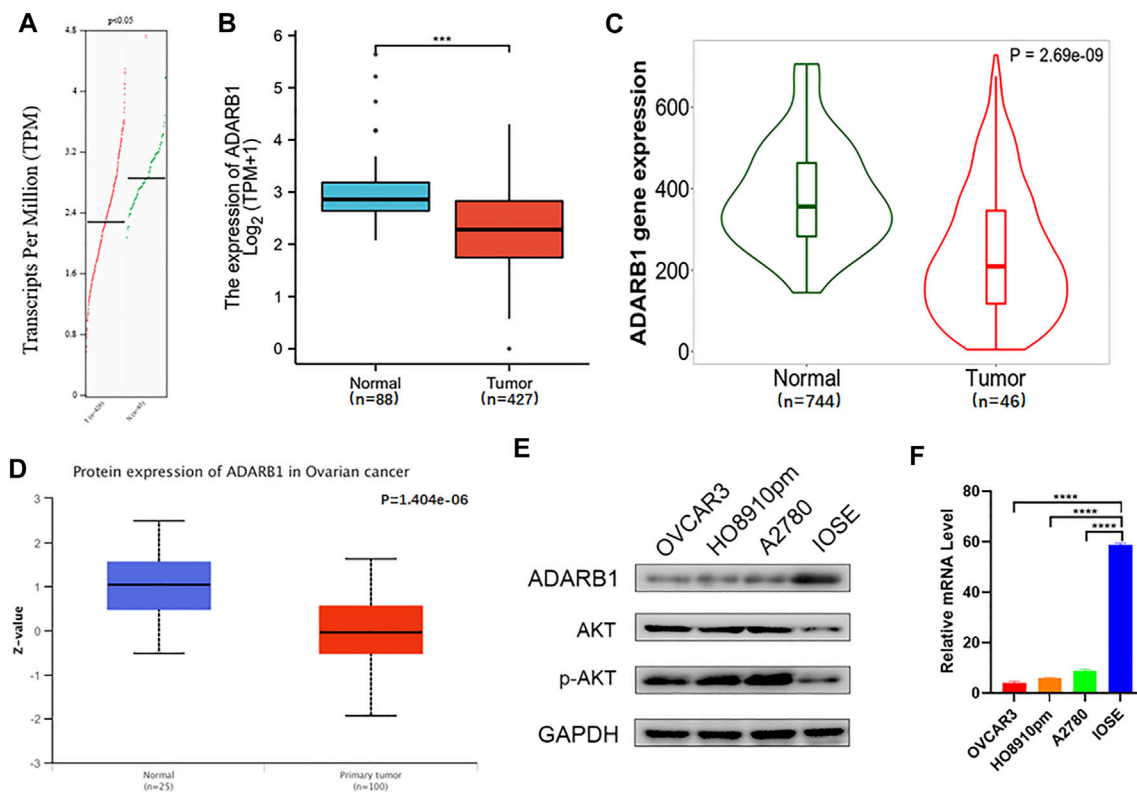 A
p<0.05
4.8
4
3.2
2.4
1.6
0.8
0
Transcripts Per Million (TPM)
B
6
5
4
3
2
1
0
The expression of ADARB1
Log2 (TPM+1)
***
Normal
(n=88)
Tumor
(n=427)
C
P = 2.69e-09
600
400
200
0
ADARB1 gene expression
Normal
(n=744)
Tumor
(n=46)
D
Protein expression of ADARB1 in Ovarian cancer
P=1.404e-06
3
2
1
0
-1
-2
-3
Z-value
Normal
(n=25)
Primary tumor
(n=100)
E
OVCAR3
HO8910pm
A2780
IOSE
ADARB1
AKT
p-AKT
GAPDH
F
80
60
40
20
0
Relative mRNA Level
****
****
****
OVCAR3
HO8910pm
A2780
IOSE